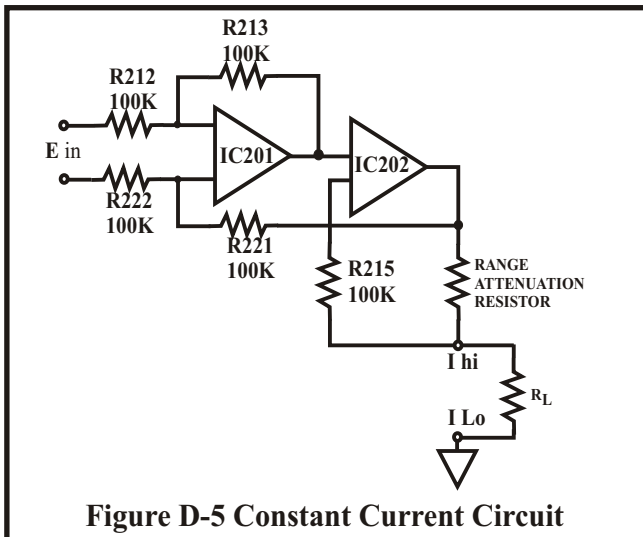 R213
100K
R212
100K
E in
IC201
IC202
R222
100K
R221
100K
R215
100K
RANGE
ATTENUATION
RESISTOR
I hi
RL
I Lo
Figure D-5 Constant Current Circuit